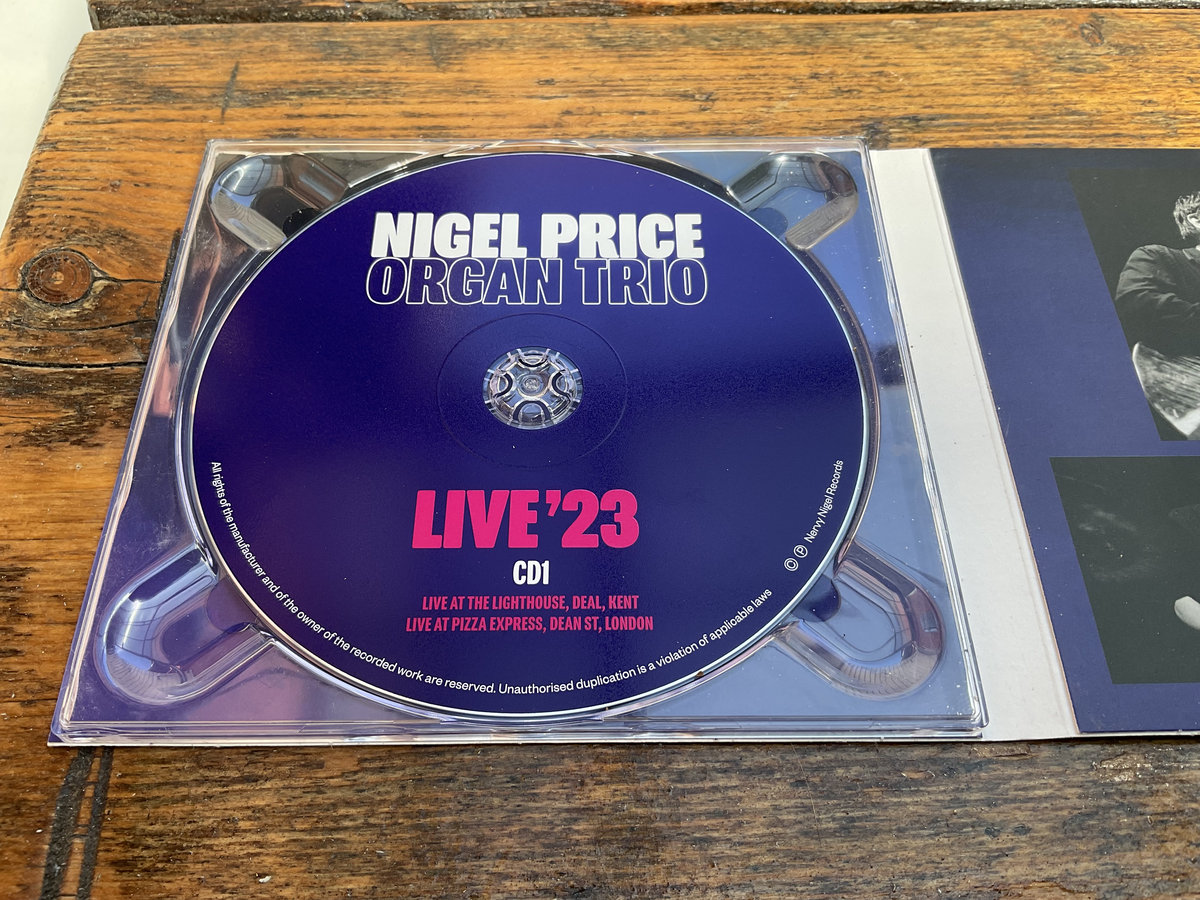 NIGEL PRICE
ORGAN TRIO
LIVE '23
CD1
LIVE AT THE LIGHTHOUSE, DEAL, KENT
LIVE AT PIZZA EXPRESS, DEAN ST, LONDON
All rights of the manufacturer and of the owner of the recorded work are reserved. Unauthorised duplication is a violation of applicable laws
© ℗ Nervy Nigel Records